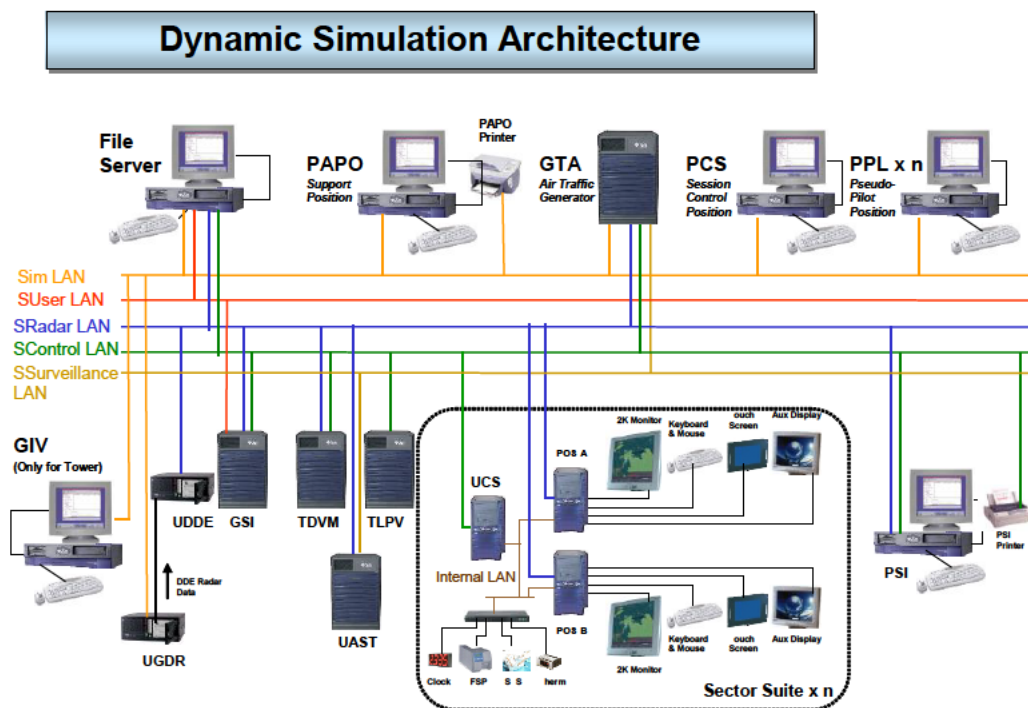 Dynamic Simulation Architecture
File
Server
PAPO
Support
Position
PAPO
Printer
GTA
Air Traffic
Generator
PCS
Session
Control
Position
PPL x n
Pseudo-
Pilot
Position
Sim LAN
SUser LAN
SRadar LAN
SControl LAN
SSurveillance
LAN
GIV
(Only for Tower)
UDDE
GSI
TDVM
TLPV
DDE Radar
Data
UGDR
UAST
UCS
Internal LAN
POS A
2K Monitor
Keyboard
& Mouse
ouch
Screen
Aux Display
POS B
2K Monitor
Keyboard
& Mouse
ouch
Screen
Aux Display
Clock
FSP
S S
herm
Sector Suite x n
PSI
PSI
Printer